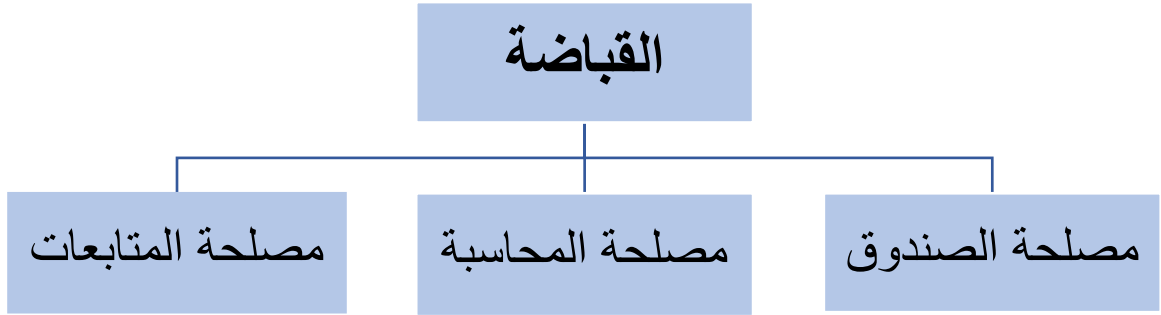 القباضة
مصلحة الصندوق
مصلحة المحاسبة
مصلحة المتابعات